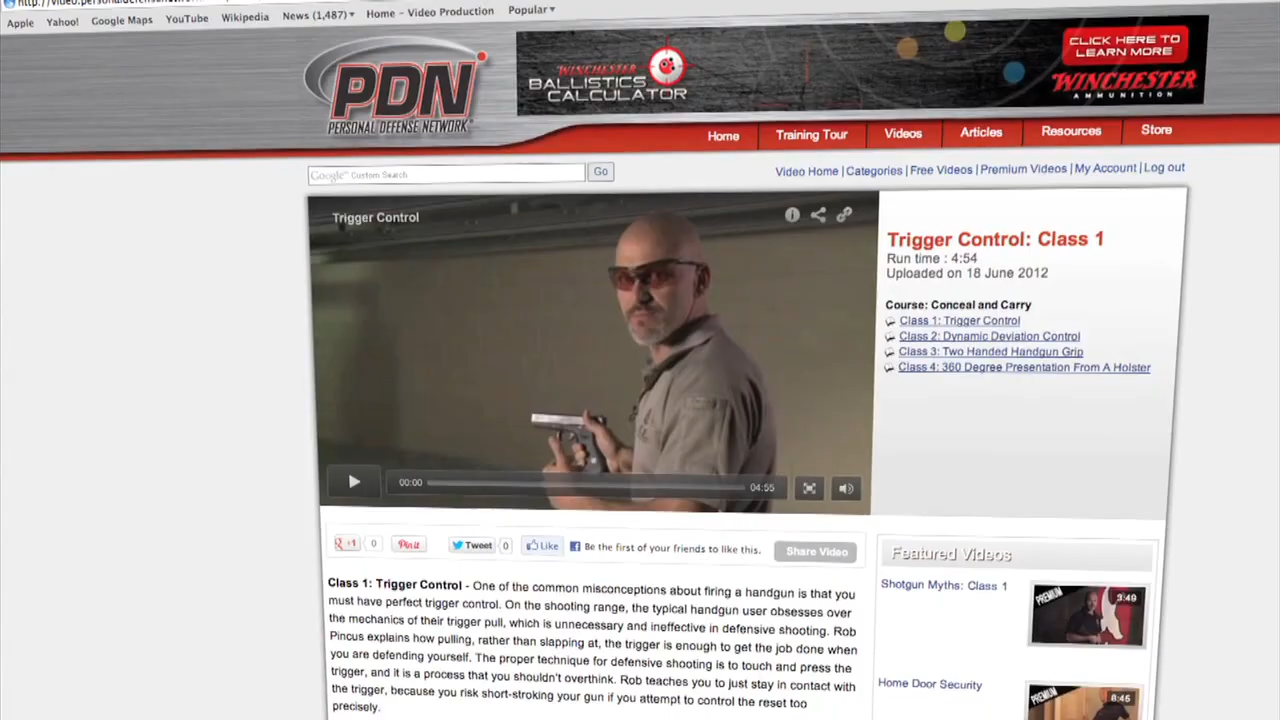 Apple Yahoo! Google Maps YouTube Wikipedia News (1,487) Home – Video Production Popular
PDN
PERSONAL DEFENSE NETWORK
WINCHESTER
BALLISTICS
CALCULATOR
CLICK HERE TO
LEARN MORE
WINCHESTER
AMMUNITION
Home Training Tour Videos Articles Resources Store
Google™ Custom Search Go
Video Home | Categories | Free Videos | Premium Videos | My Account | Log out
Trigger Control
00:00 04:55
Trigger Control: Class 1
Run time : 4:54
Uploaded on 18 June 2012
Course: Conceal and Carry
Class 1: Trigger Control
Class 2: Dynamic Deviation Control
Class 3: Two Handed Handgun Grip
Class 4: 360 Degree Presentation From A Holster
+1 0 Pin it Tweet 0 Like Be the first of your friends to like this. Share Video
Class 1: Trigger Control - One of the common misconceptions about firing a handgun is that you
must have perfect trigger control. On the shooting range, the typical handgun user obsesses over
the mechanics of their trigger pull, which is unnecessary and ineffective in defensive shooting. Rob
Pincus explains how pulling, rather than slapping at, the trigger is enough to get the job done when
you are defending yourself. The proper technique for defensive shooting is to touch and press the
trigger, and it is a process that you shouldn't overthink. Rob teaches you to just stay in contact with
the trigger, because you risk short-stroking your gun if you attempt to control the reset too
precisely.
Featured Videos
Shotgun Myths: Class 1
PREMIUM 3:49
Home Door Security
PREMIUM 8:45